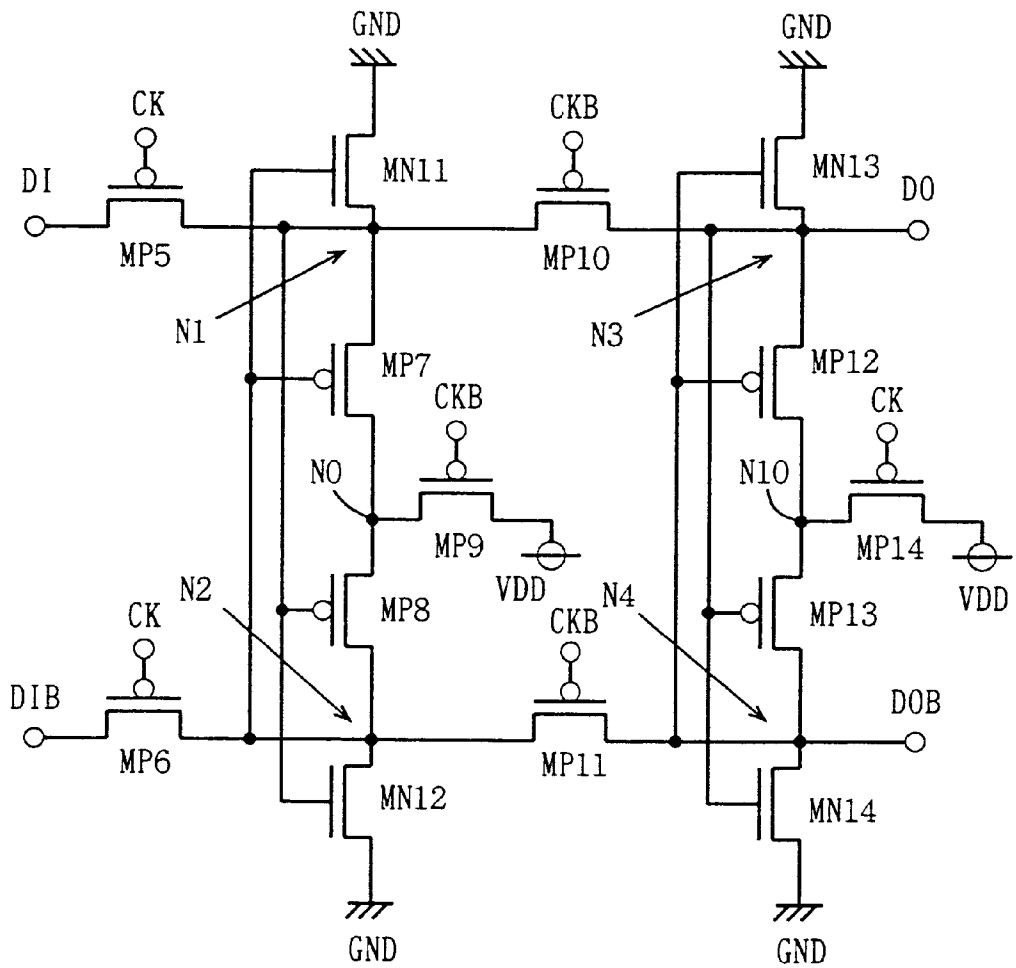 GND
GND
CK
CKB
MN11
MN13
DI
DO
MP5
MP10
N1
N3
MP7
MP12
CKB
CK
N0
N10
MP9
MP14
VDD
VDD
N2
MP8
N4
MP13
CK
CKB
DIB
DOB
MP6
MP11
MN12
MN14
GND
GND